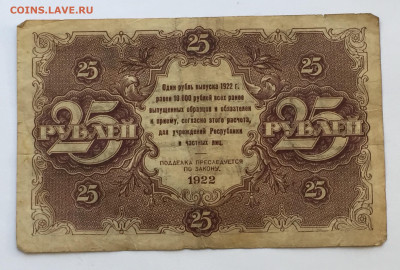 COINS.LAVE.RU
25
25
Один рубль выпуска 1922 г.
равен 10 000 рублей всех ранее
выпущенных образцов и обязателен
к приему, согласно этого расчета,
для учреждений Республики
и частных лиц.
25 РУБЛЕЙ
25 РУБЛЕЙ
ПОДДЕЛКА ПРЕСЛЕДУЕТСЯ
ПО ЗАКОНУ.
1922
25
25
25